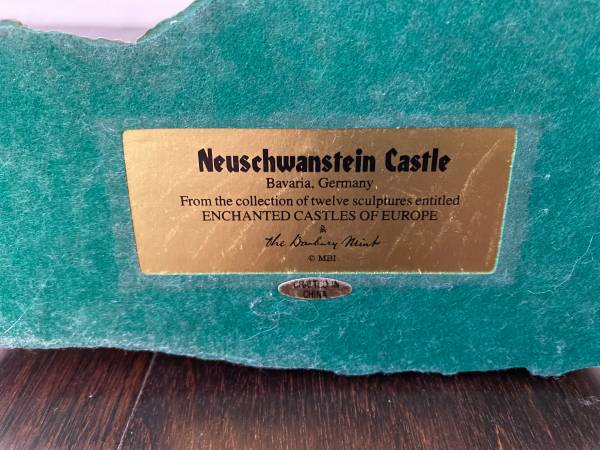 Neuschwanstein Castle
Bavaria, Germany
From the collection of twelve sculptures entitled
ENCHANTED CASTLES OF EUROPE
&
The Danbury Mint
© MBI
CRAFTED IN
CHINA